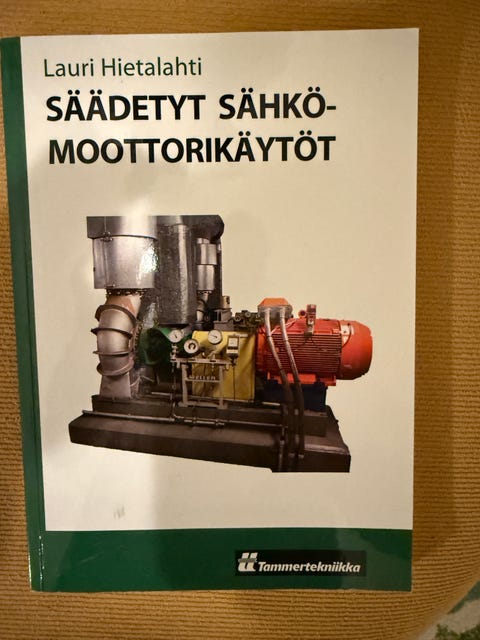 Lauri Hietalahti
SÄÄDETYT SÄHKÖ-
MOOTTORIKÄYTÖT
Tammertekniikka